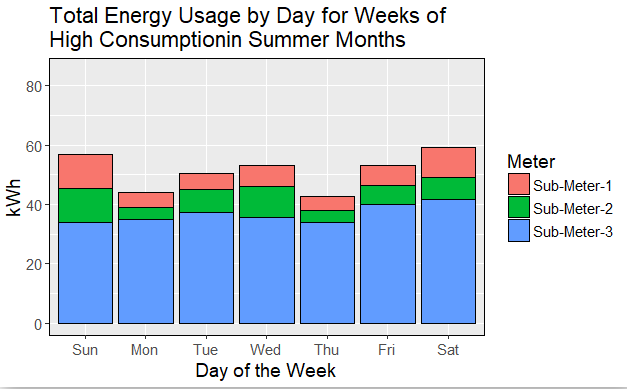 Total Energy Usage by Day for Weeks of
High Consumptionin Summer Months
80
60
40
20
0
kWh
Sun Mon Tue Wed Thu Fri Sat
Day of the Week
Meter
Sub-Meter-1
Sub-Meter-2
Sub-Meter-3